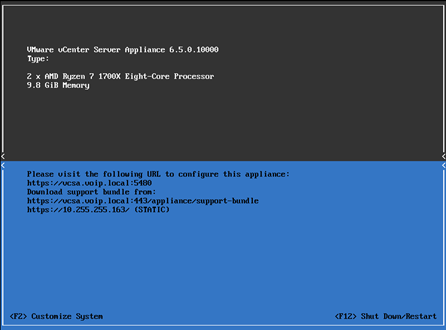 VMware vCenter Server Appliance 6.5.0.10000
Type:
2 x AMD Ryzen 7 1700X Eight-Core Processor
9.8 GiB Memory
Please visit the following URL to configure this appliance:
https://vcsa.voip.local:5480
Download support bundle from:
https://vcsa.voip.local:443/appliance/support-bundle
https://10.255.255.163/ (STATIC)
<F2> Customize System
<F12> Shut Down/Restart